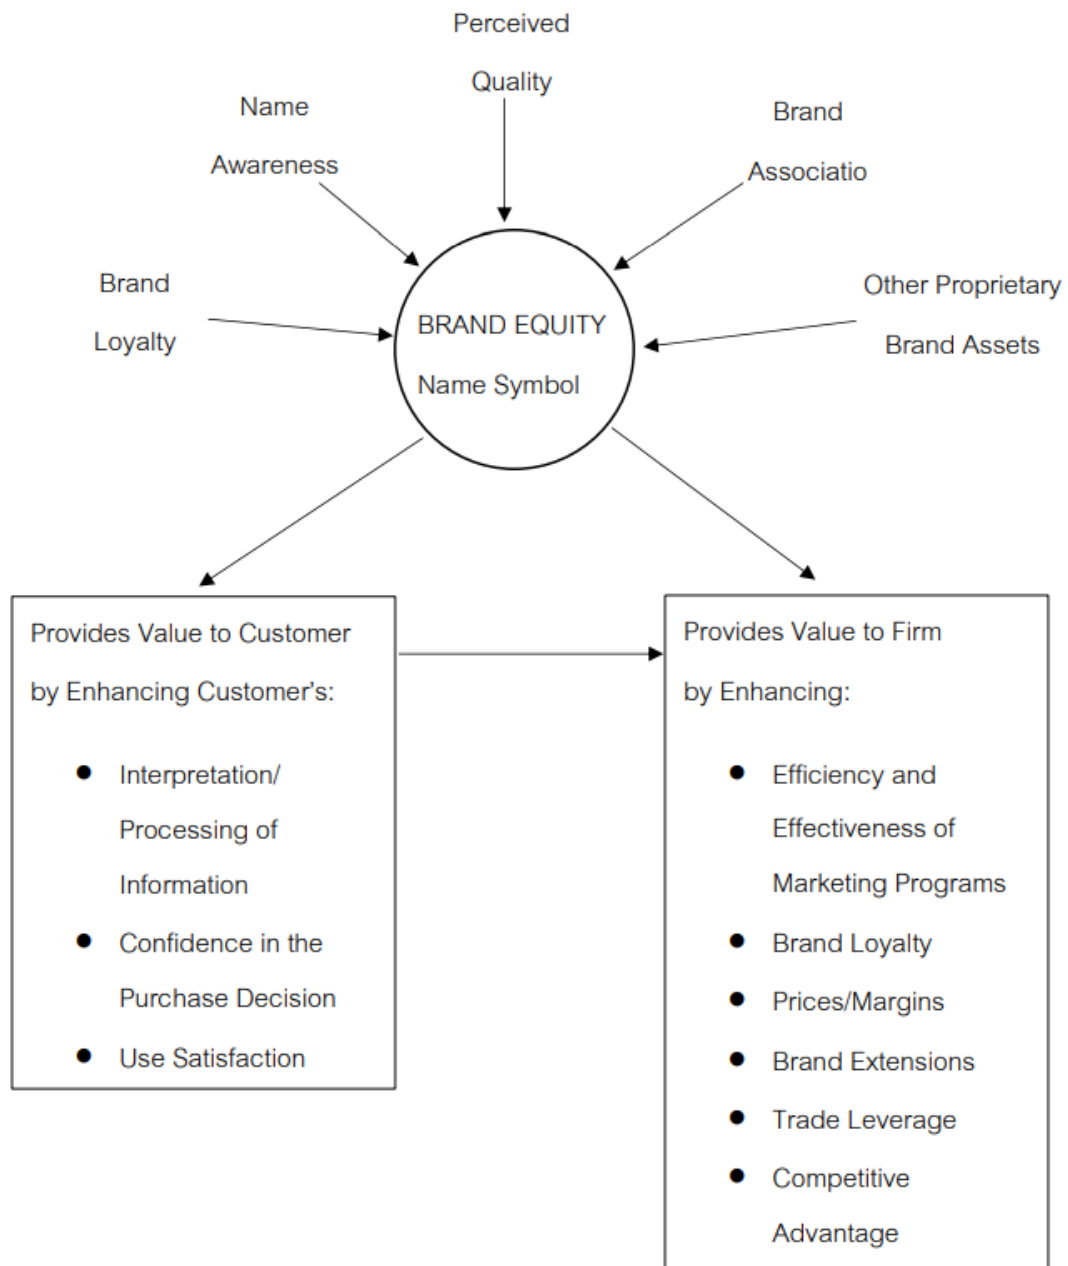 Perceived
Quality
Name
Awareness
Brand
Associatio
Brand
Loyalty
Other Proprietary
Brand Assets
BRAND EQUITY
Name Symbol
Provides Value to Customer
by Enhancing Customer's:
● Interpretation/
Processing of
Information
● Confidence in the
Purchase Decision
● Use Satisfaction
Provides Value to Firm
by Enhancing:
● Efficiency and
Effectiveness of
Marketing Programs
● Brand Loyalty
● Prices/Margins
● Brand Extensions
● Trade Leverage
● Competitive
Advantage